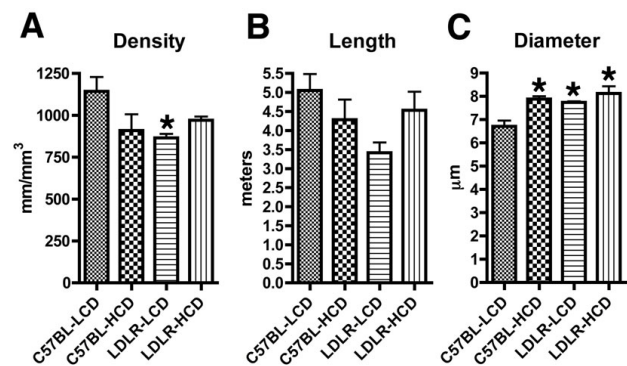 A
Density
1250
1000
750
500
250
0
mm/mm³
*
C57BL-LCD
C57BL-HCD
LDLR-LCD
LDLR-HCD
B
Length
5.5
5.0
4.5
4.0
3.5
3.0
2.5
2.0
1.5
1.0
0.5
0.0
meters
C57BL-LCD
C57BL-HCD
LDLR-LCD
LDLR-HCD
C
Diameter
9
8
7
6
5
4
3
2
1
0
μm
* * *
C57BL-LCD
C57BL-HCD
LDLR-LCD
LDLR-HCD